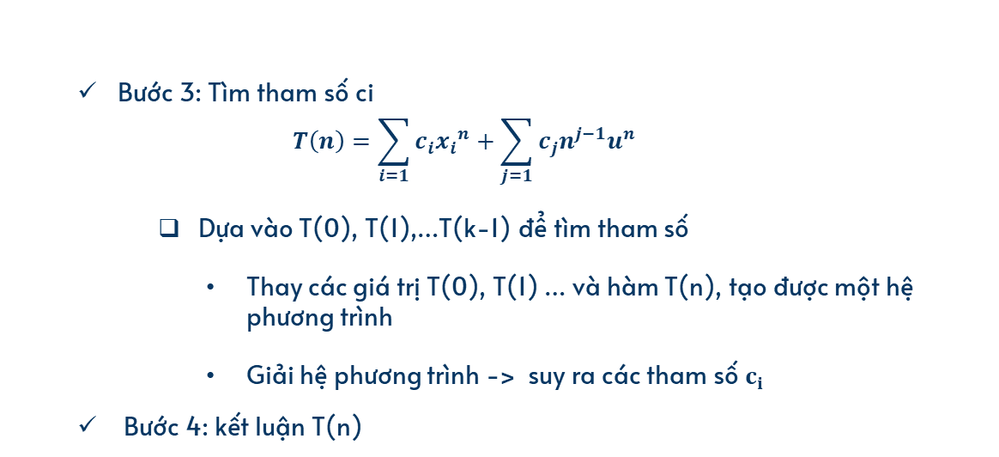 ✓ Bước 3: Tìm tham số ci
T(n) = ∑_{i=1} c_i x_i^n + ∑_{j=1} c_j n^{j−1} u^n
❑ Dựa vào T(0), T(1),...T(k-1) để tìm tham số
• Thay các giá trị T(0), T(1) ... và hàm T(n), tạo được một hệ
phương trình
• Giải hệ phương trình -> suy ra các tham số c_i
✓ Bước 4: kết luận T(n)